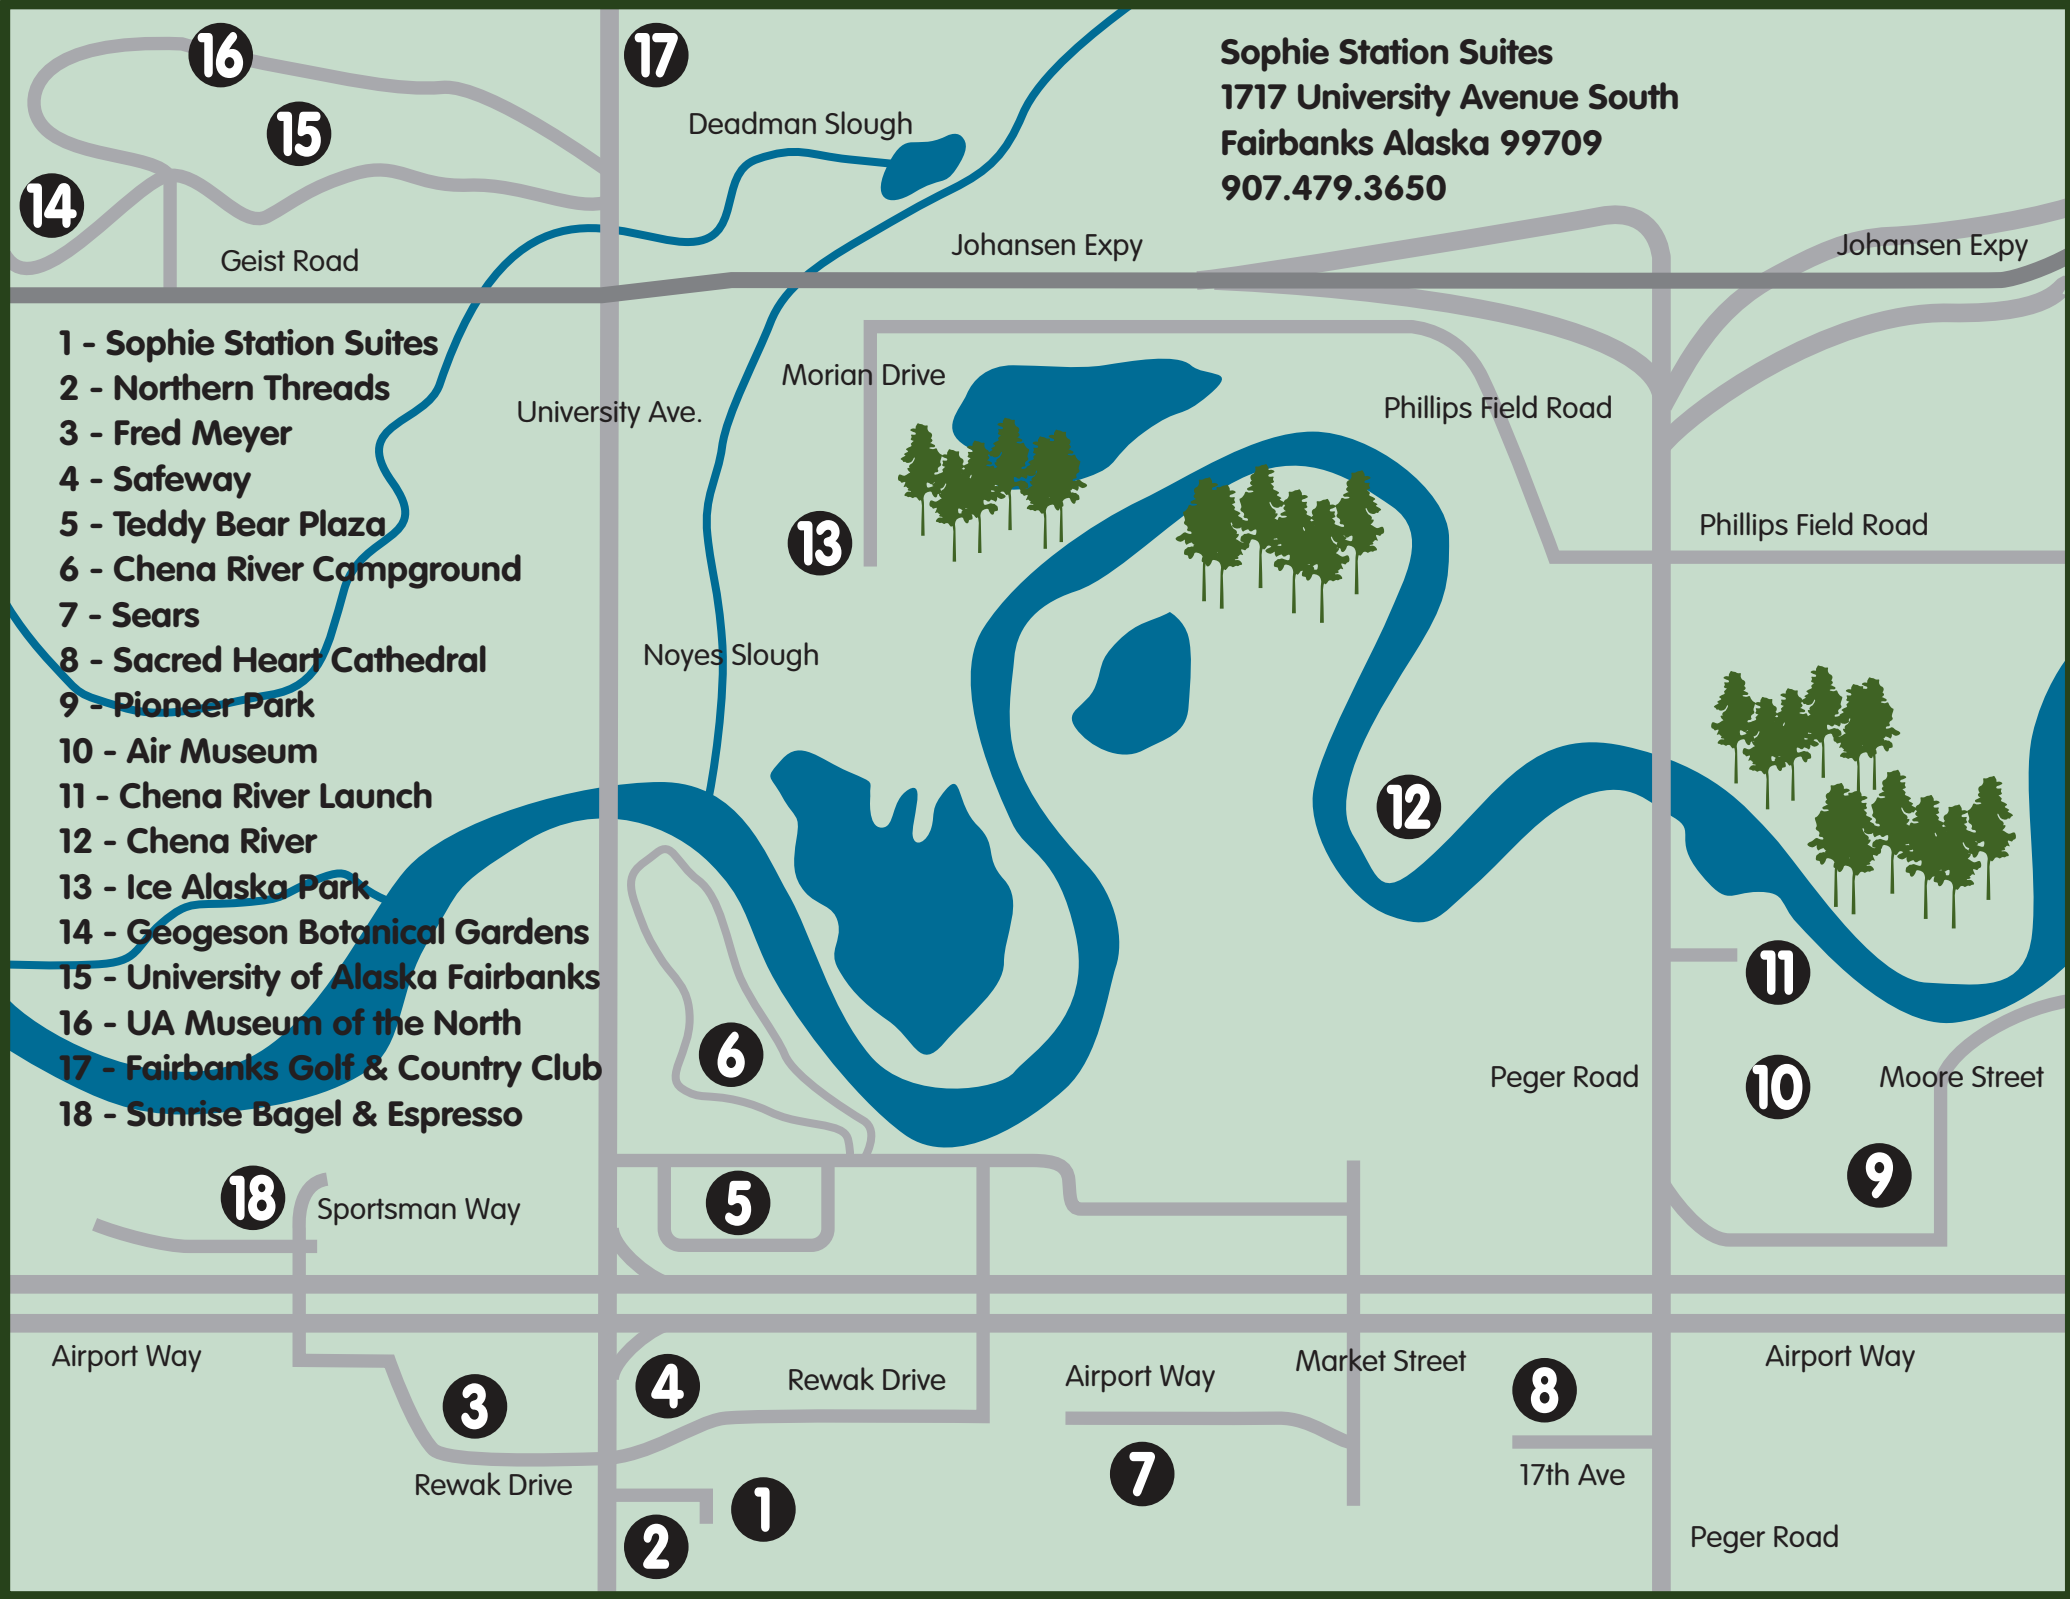 16
17
Sophie Station Suites
1717 University Avenue South
Fairbanks Alaska 99709
907.479.3650
15
Deadman Slough
14
Geist Road
Johansen Expy
Johansen Expy
1 - Sophie Station Suites
2 - Northern Threads
3 - Fred Meyer
4 - Safeway
5 - Teddy Bear Plaza
6 - Chena River Campground
7 - Sears
8 - Sacred Heart Cathedral
9 - Pioneer Park
10 - Air Museum
11 - Chena River Launch
12 - Chena River
13 - Ice Alaska Park
14 - Geogeson Botanical Gardens
15 - University of Alaska Fairbanks
16 - UA Museum of the North
17 - Fairbanks Golf & Country Club
18 - Sunrise Bagel & Espresso
University Ave.
Morian Drive
Phillips Field Road
Phillips Field Road
13
Noyes Slough
12
11
6
Peger Road
10
Moore Street
9
18
Sportsman Way
5
Airport Way
3
4
Rewak Drive
Airport Way
Market Street
8
Airport Way
Rewak Drive
7
17th Ave
1
2
Peger Road